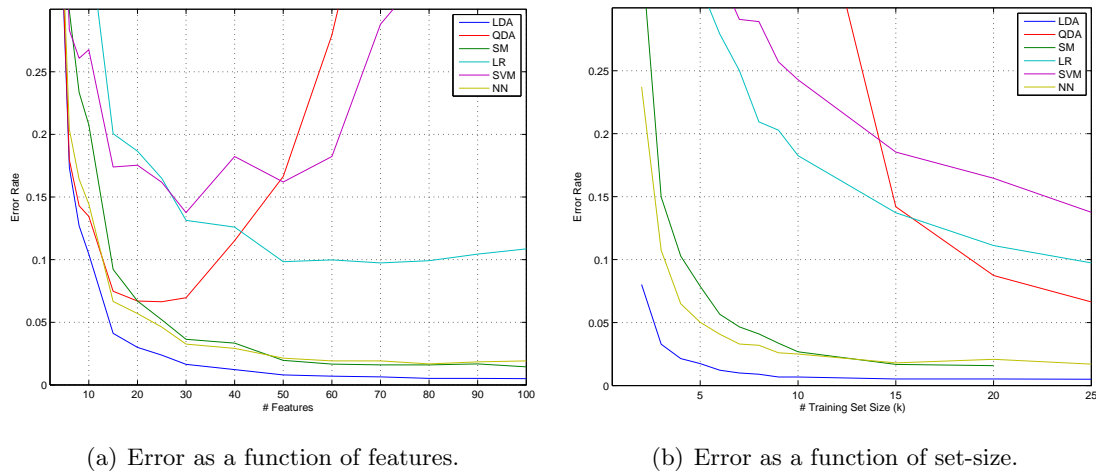 LDA
QDA
SM
LR
SVM
NN
0.25
0.2
0.15
0.1
0.05
0
Error Rate
10 20 30 40 50 60 70 80 90 100
# Features
(a) Error as a function of features.
LDA
QDA
SM
LR
SVM
NN
0.25
0.2
0.15
0.1
0.05
0
Error Rate
5 10 15 20 25
# Training Set Size (k)
(b) Error as a function of set-size.